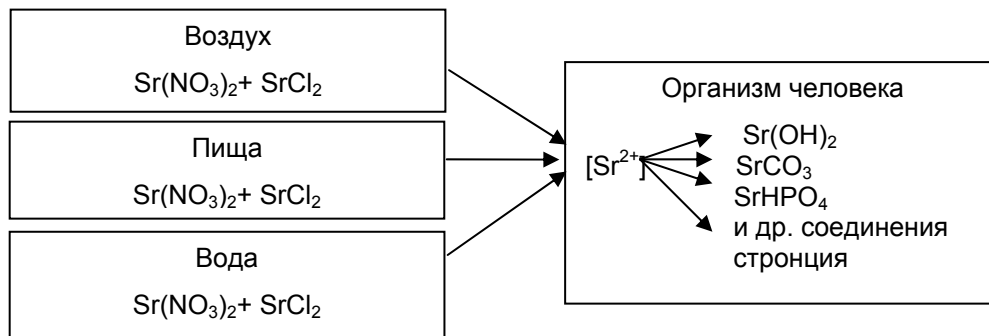 Воздух
Sr(NO₃)₂+ SrCl₂
Пища
Sr(NO₃)₂+ SrCl₂
Вода
Sr(NO₃)₂+ SrCl₂
Организм человека
[Sr²⁺]
Sr(OH)₂
SrCO₃
SrHPO₄
и др. соединения
стронция